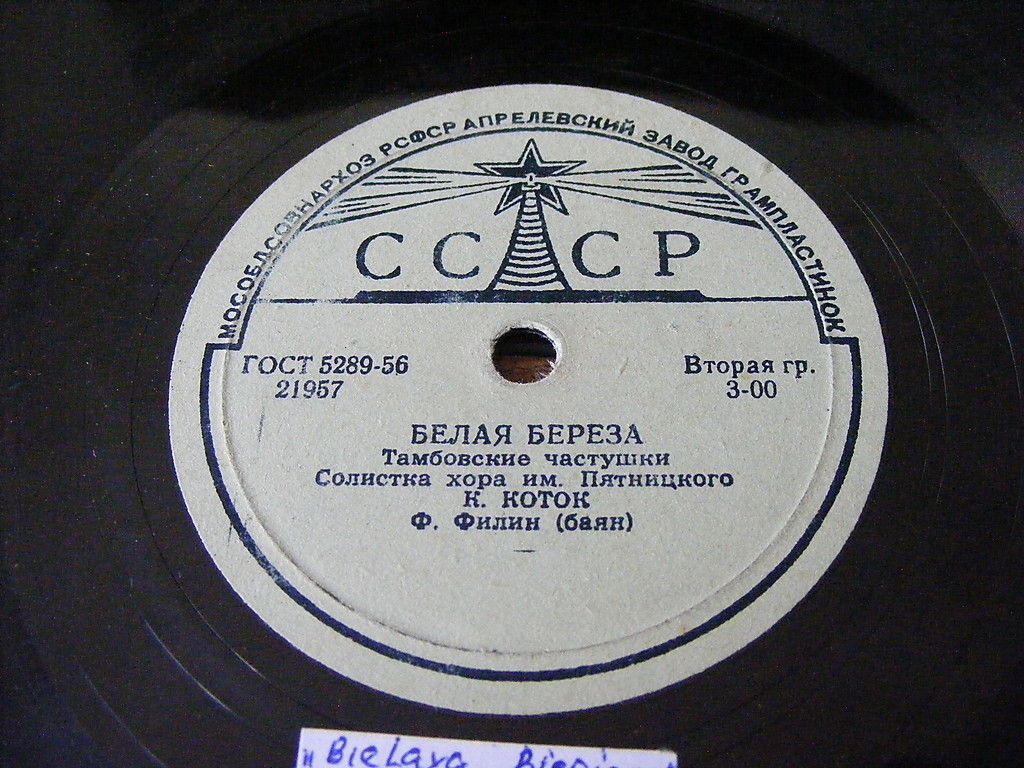 МОСОБЛСОВНАРХОЗ РСФСР АПРЕЛЕВСКИЙ ЗАВОД ГРАМПЛАСТИНОК
СССР
ГОСТ 5289-56 Вторая гр.
21957 3-00
БЕЛАЯ БЕРЕЗА
Тамбовские частушки
Солистка хора им. Пятницкого
К. КОТОК
Ф. Филин (баян)
"Bielaya